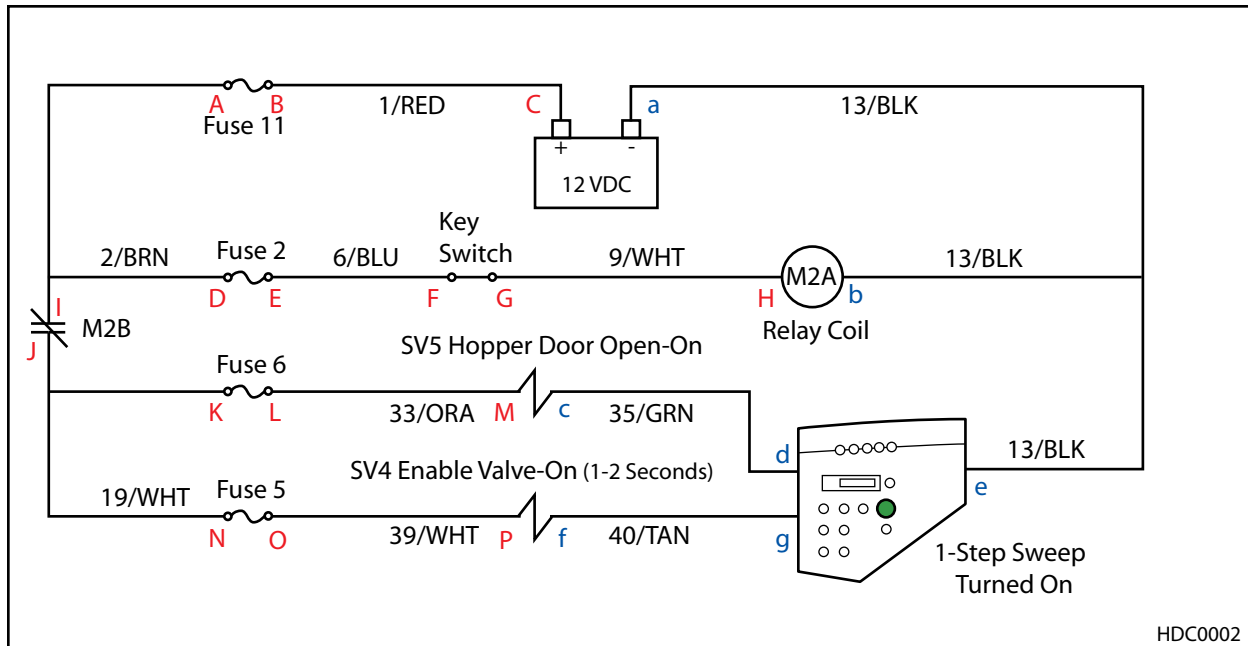 A B
Fuse 11
1/RED
C
a
13/BLK
+ -
12 VDC
2/BRN
Fuse 2
6/BLU
Key
Switch
9/WHT
M2A
13/BLK
D E
F G
H
b
Relay Coil
I
M2B
J
SV5 Hopper Door Open-On
Fuse 6
K L
33/ORA
M
c
35/GRN
d
13/BLK
e
SV4 Enable Valve-On (1-2 Seconds)
19/WHT
Fuse 5
N O
39/WHT
P
f
40/TAN
g
1-Step Sweep
Turned On
HDC0002